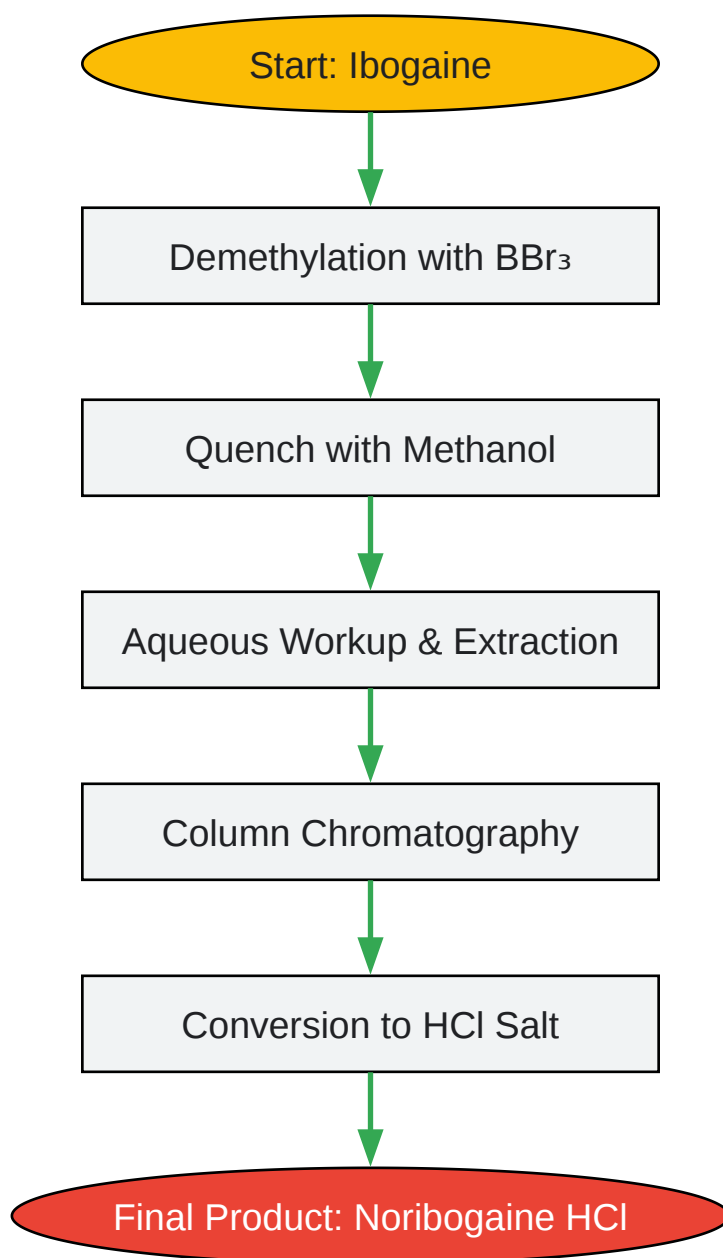 Start: Ibogaine
Demethylation with BBr₃
Quench with Methanol
Aqueous Workup & Extraction
Column Chromatography
Conversion to HCl Salt
Final Product: Noribogaine HCl